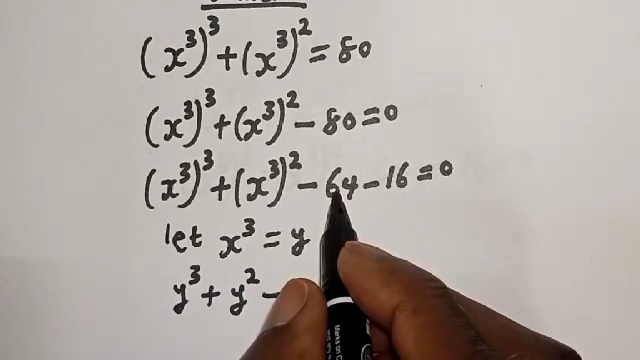 (x³)³ + (x³)² = 80
(x³)³ + (x³)² - 80 = 0
(x³)³ + (x³)² - 64 - 16 = 0
let x³ = y
y³ + y² -